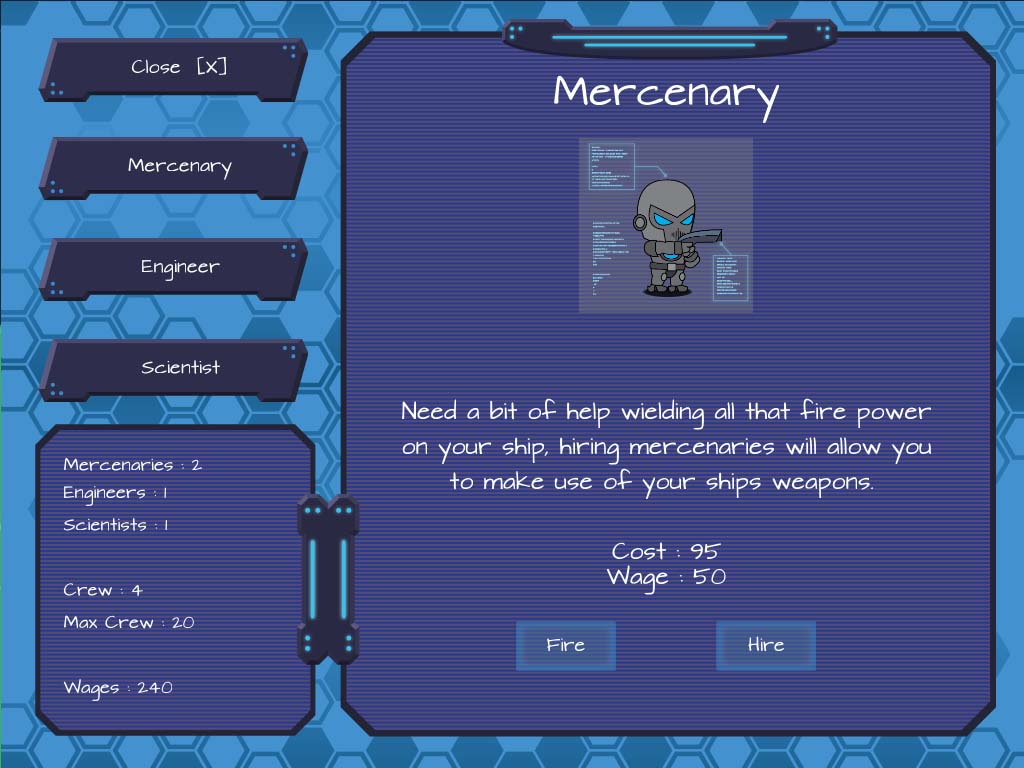 Close [X]
Mercenary
Engineer
Scientist
Mercenaries : 2
Engineers : 1
Scientists : 1
Crew : 4
Max Crew : 20
Wages : 240
Mercenary
Need a bit of help wielding all that fire power
on your ship, hiring mercenaries will allow you
to make use of your ships weapons.
Cost : 95
Wage : 50
Fire
Hire